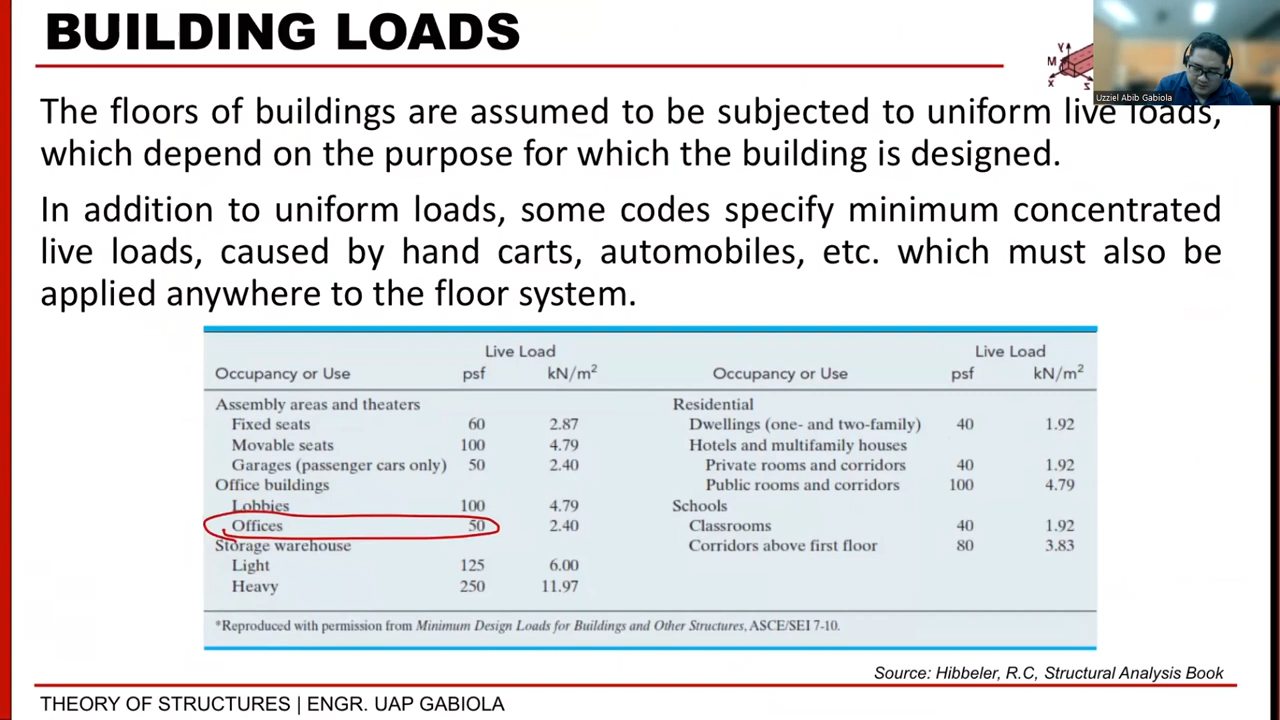 BUILDING LOADS
Y
M
X
Z
Uzziel Abib Gabiola
The floors of buildings are assumed to be subjected to uniform live loads,
which depend on the purpose for which the building is designed.
In addition to uniform loads, some codes specify minimum concentrated
live loads, caused by hand carts, automobiles, etc. which must also be
applied anywhere to the floor system.
Live Load Live Load
Occupancy or Use psf kN/m² Occupancy or Use psf kN/m²
Assembly areas and theaters Residential
Fixed seats 60 2.87 Dwellings (one- and two-family) 40 1.92
Movable seats 100 4.79 Hotels and multifamily houses
Garages (passenger cars only) 50 2.40 Private rooms and corridors 40 1.92
Office buildings Public rooms and corridors 100 4.79
Lobbies 100 4.79 Schools
Offices 50 2.40 Classrooms 40 1.92
Storage warehouse Corridors above first floor 80 3.83
Light 125 6.00
Heavy 250 11.97
*Reproduced with permission from Minimum Design Loads for Buildings and Other Structures, ASCE/SEI 7-10.
Source: Hibbeler, R.C, Structural Analysis Book
THEORY OF STRUCTURES | ENGR. UAP GABIOLA